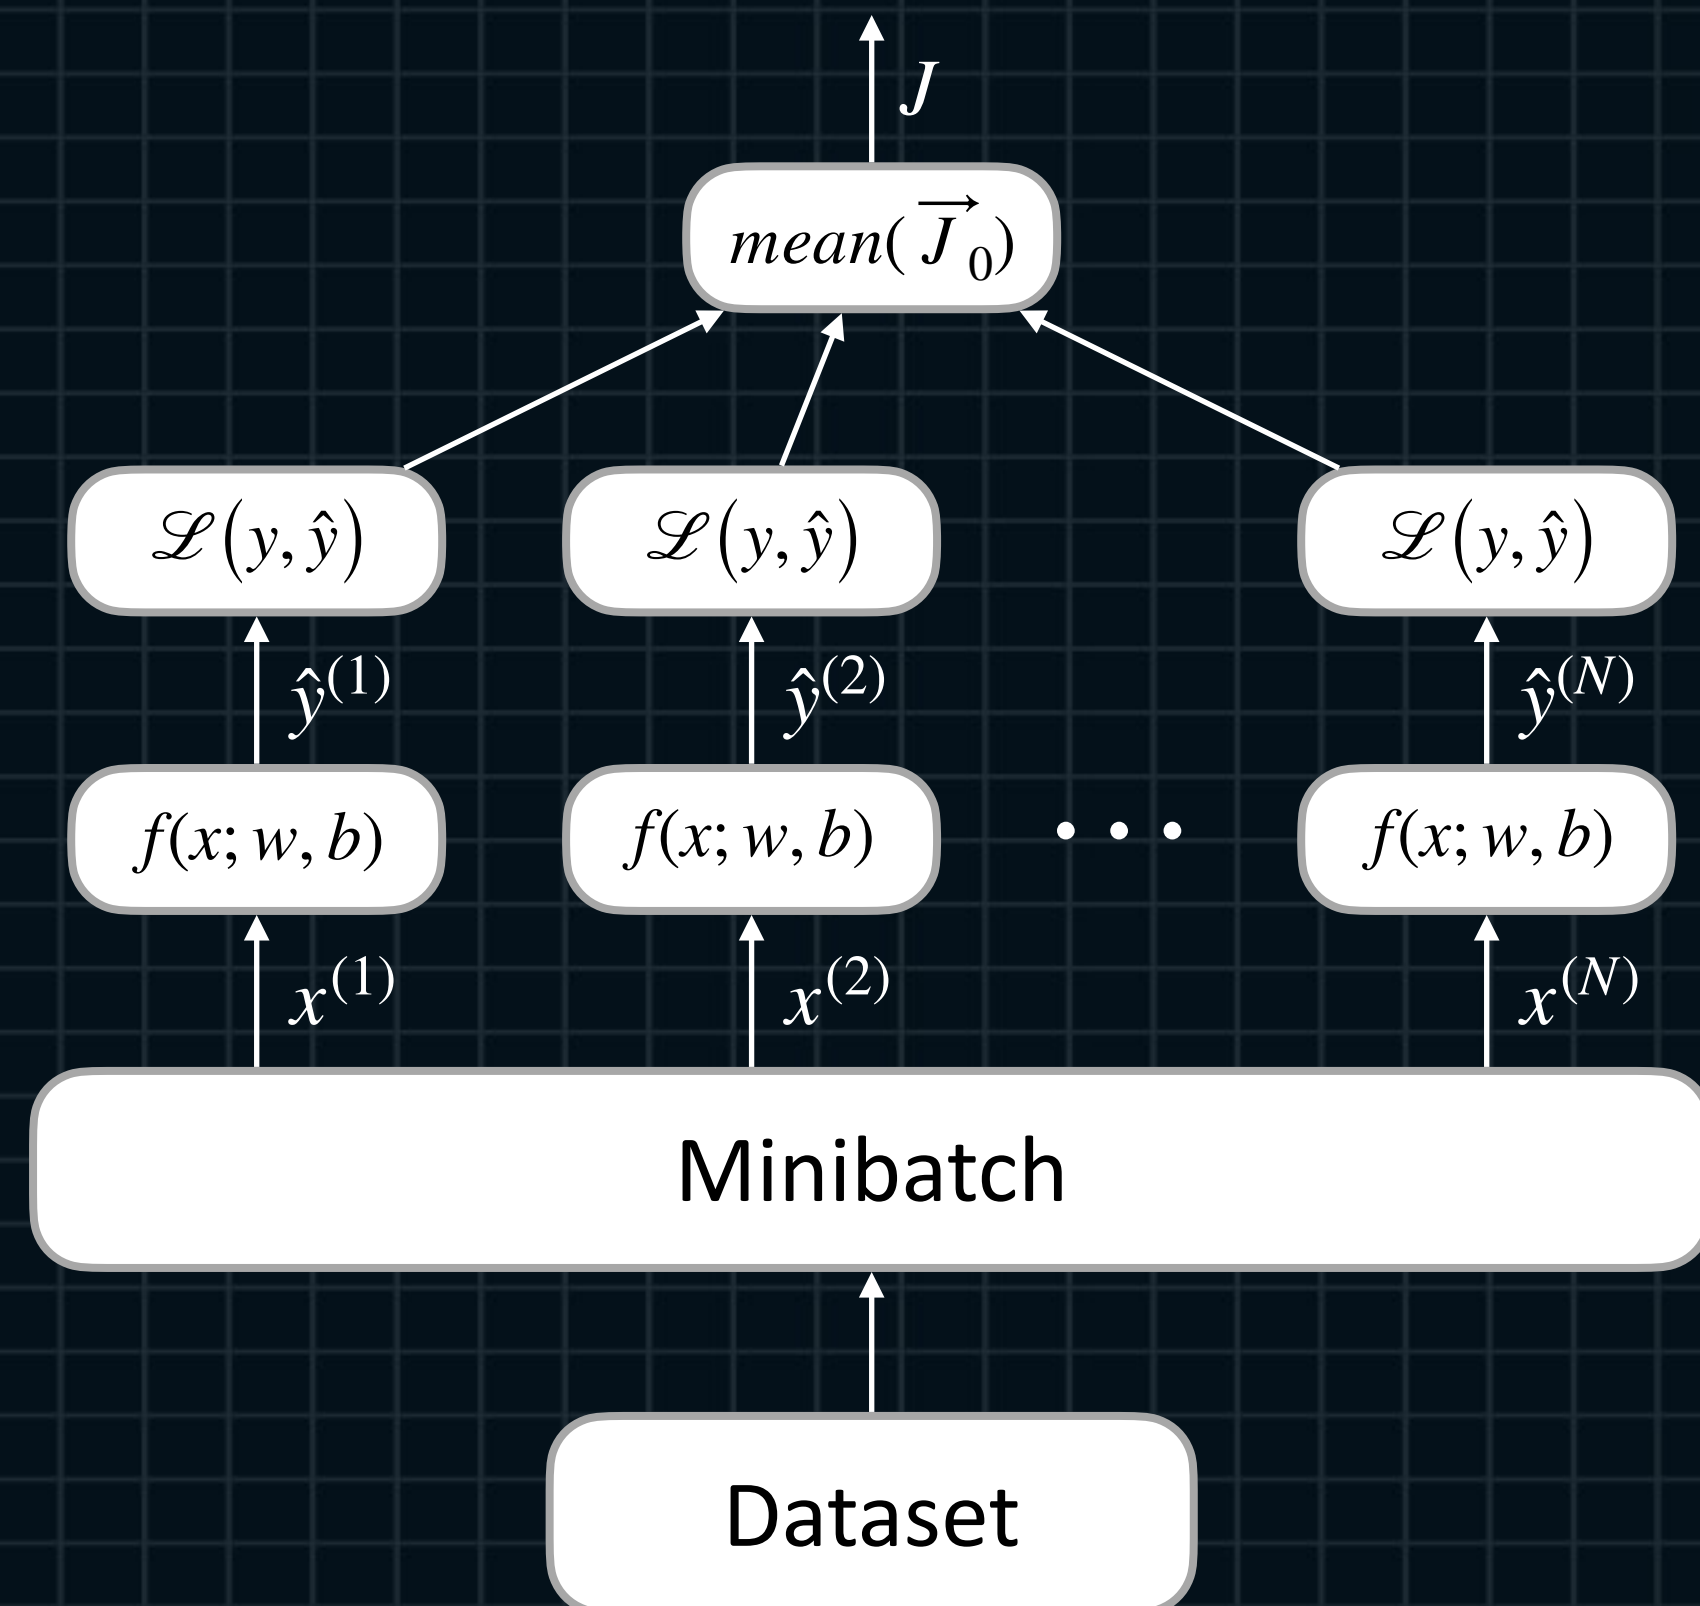 J
mean(J⃗₀)
ℒ(y, ŷ) ℒ(y, ŷ) ℒ(y, ŷ)
ŷ⁽¹⁾ ŷ⁽²⁾ ŷ⁽ᴺ⁾
f(x; w, b) f(x; w, b) • • • f(x; w, b)
x⁽¹⁾ x⁽²⁾ x⁽ᴺ⁾
Minibatch
Dataset